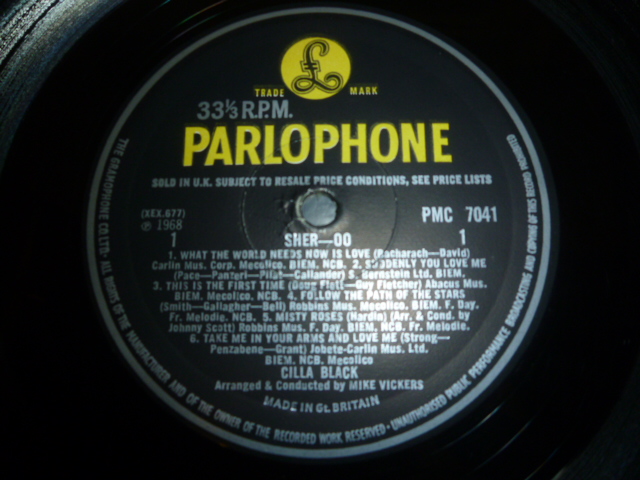 £
TRADE MARK
33⅓ R.P.M.
PARLOPHONE
SOLD IN U.K. SUBJECT TO RESALE PRICE CONDITIONS, SEE PRICE LISTS
(XEX.677) PMC 7041
℗ 1968
1 SHER—OO 1
1. WHAT THE WORLD NEEDS NOW IS LOVE (Bacharach—David)
Carlin Mus. Corp. Mecolico. BIEM. NCB. 2. SUDDENLY YOU LOVE ME
(Pace—Panzeri—Pilat—Callander) S. Bernstein Ltd. BIEM.
3. THIS IS THE FIRST TIME (Doug Flett—Guy Fletcher) Abacus Mus.
BIEM. Mecolico. NCB. 4. FOLLOW THE PATH OF THE STARS
(Smith—Gallagher—Bell) Robbins Mus. Mecolico. BIEM. F. Day.
Fr. Melodie. NCB. 5. MISTY ROSES (Hardin) (Arr. & Cond. by
Johnny Scott) Robbins Mus. F. Day. BIEM. NCB. Fr. Melodie.
6. TAKE ME IN YOUR ARMS AND LOVE ME (Strong—
Penzabene—Grant) Jobete-Carlin Mus. Ltd.
BIEM. NCB. Mecolico
CILLA BLACK
Arranged & Conducted by MIKE VICKERS
MADE IN Gt. BRITAIN
THE GRAMOPHONE CO. LTD. · ALL RIGHTS OF THE MANUFACTURER AND OF THE OWNER OF THE RECORDED WORK RESERVED · UNAUTHORISED PUBLIC PERFORMANCE BROADCASTING AND COPYING OF THIS RECORD PROHIBITED